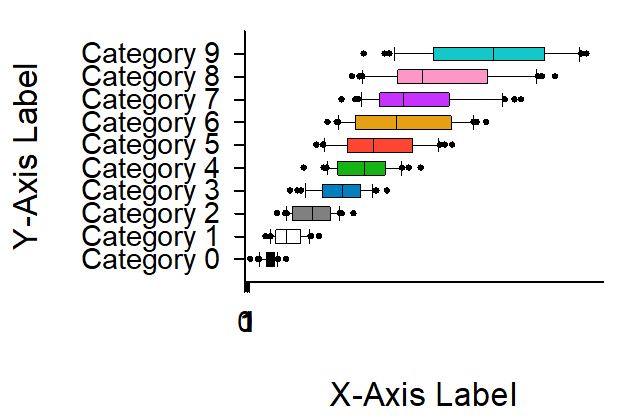 Y-Axis Label
Category 9
Category 8
Category 7
Category 6
Category 5
Category 4
Category 3
Category 2
Category 1
Category 0
01
X-Axis Label